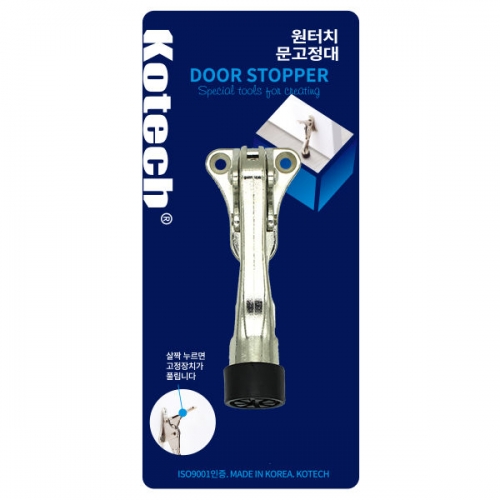 Kotech®
원터치
문고정대
DOOR STOPPER
Special tools for creating
살짝 누르면
고정장치가
풀립니다
ISO9001인증. MADE IN KOREA. KOTECH